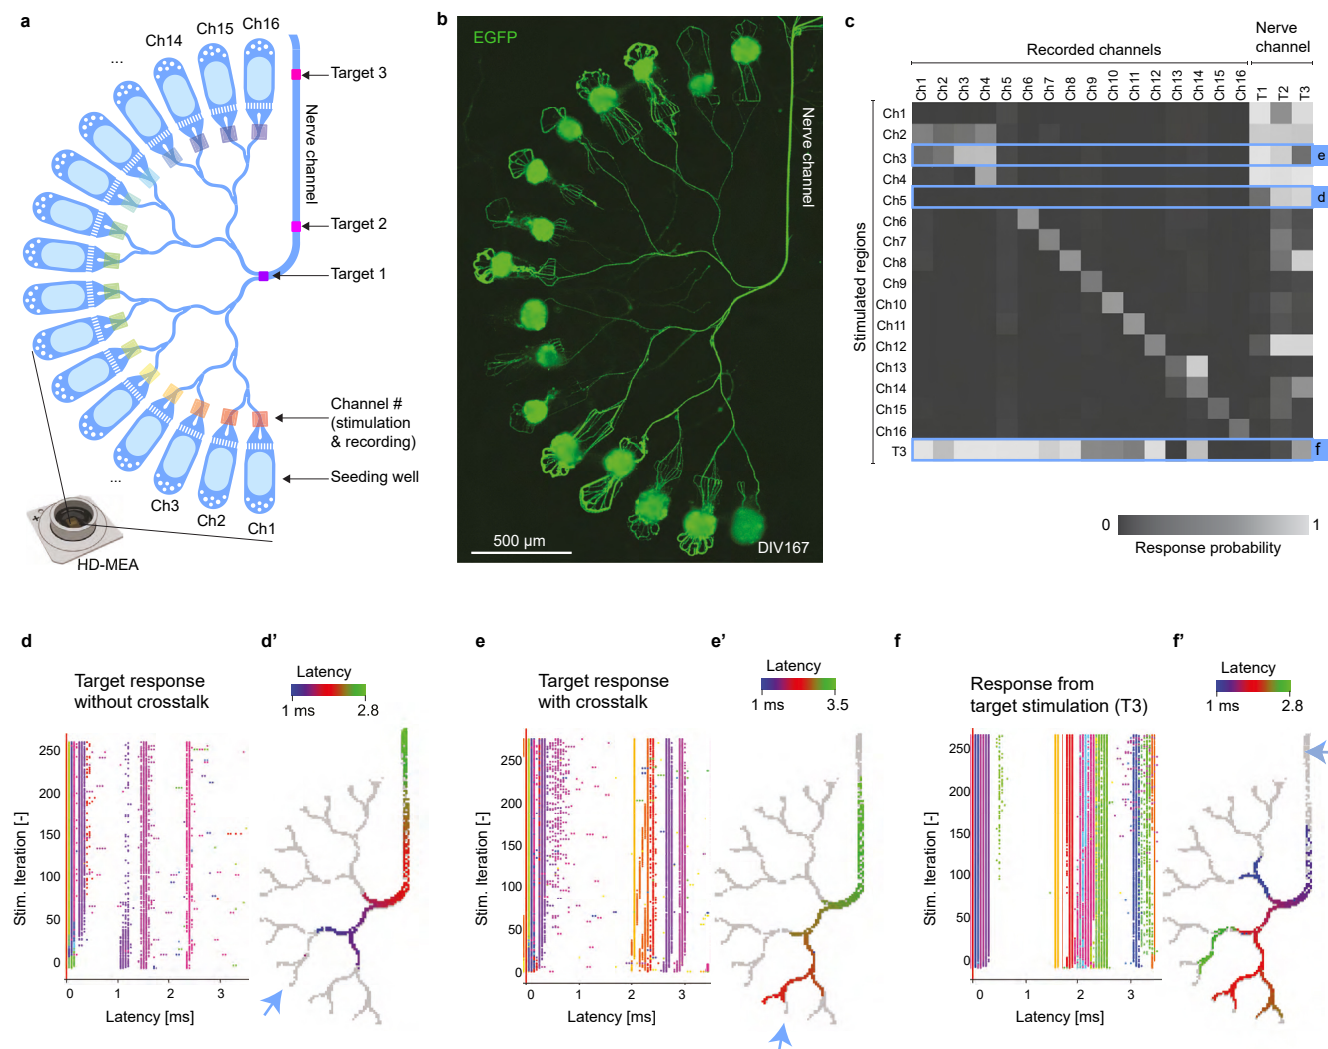 a
Ch14
Ch15
Ch16
...
Target 3
Nerve channel
Target 2
Target 1
Channel #
(stimulation
& recording)
Seeding well
...
Ch3
Ch2
Ch1
HD-MEA
b
EGFP
Nerve channel
500 µm
DIV167
c
Recorded channels
Nerve
channel
Ch1
Ch2
Ch3
Ch4
Ch5
Ch6
Ch7
Ch8
Ch9
Ch10
Ch11
Ch12
Ch13
Ch14
Ch15
Ch16
T1
T2
T3
Stimulated regions
Ch1
Ch2
Ch3
e
Ch4
Ch5
d
Ch6
Ch7
Ch8
Ch9
Ch10
Ch11
Ch12
Ch13
Ch14
Ch15
Ch16
T3
f
0
1
Response probability
d
Target response
without crosstalk
Stim. Iteration [-]
250
200
150
100
50
0
0
1
2
3
Latency [ms]
d'
Latency
1 ms
2.8
e
Target response
with crosstalk
Stim. Iteration [-]
250
200
150
100
50
0
0
1
2
3
Latency [ms]
e'
Latency
1 ms
3.5
f
Response from
target stimulation (T3)
Stim. Iteration [-]
250
200
150
100
50
0
0
1
2
3
Latency [ms]
f'
Latency
1 ms
2.8